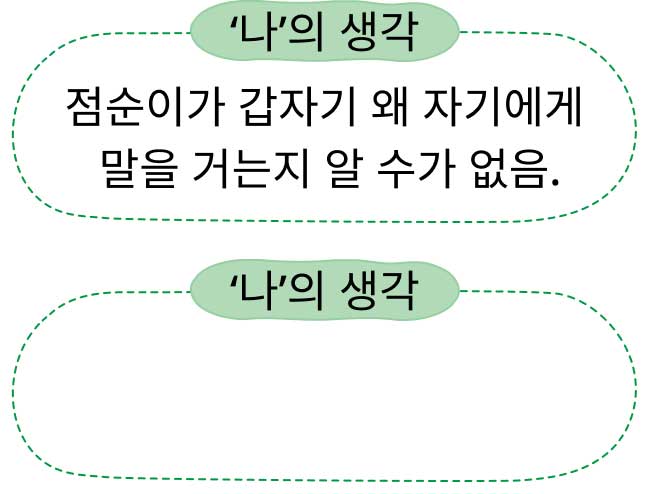 ‘나’의 생각
점순이가 갑자기 왜 자기에게
말을 거는지 알 수가 없음.
‘나’의 생각